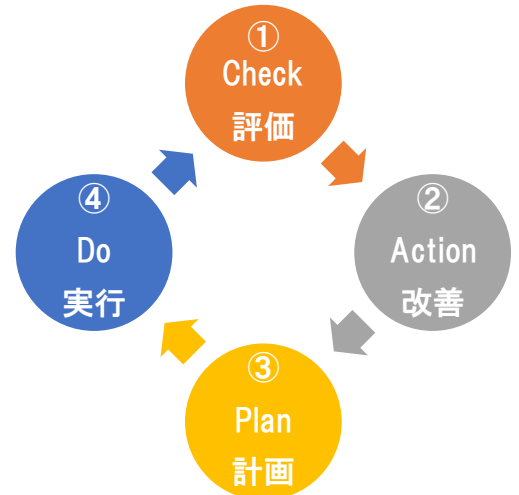 ①
Check
評価
②
Action
改善
③
Plan
計画
④
Do
実行